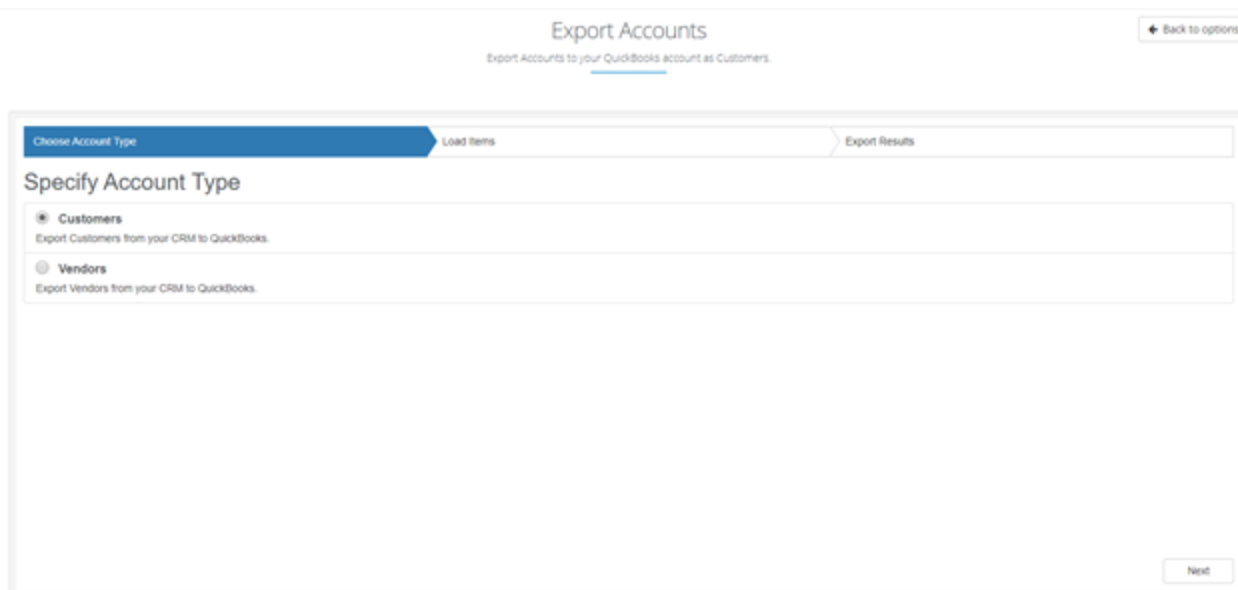 Export Accounts
Back to options
Export Accounts to your QuickBooks account as Customers.
Choose Account Type
Load Items
Export Results
Specify Account Type
Customers
Export Customers from your CRM to QuickBooks.
Vendors
Export Vendors from your CRM to QuickBooks.
Next